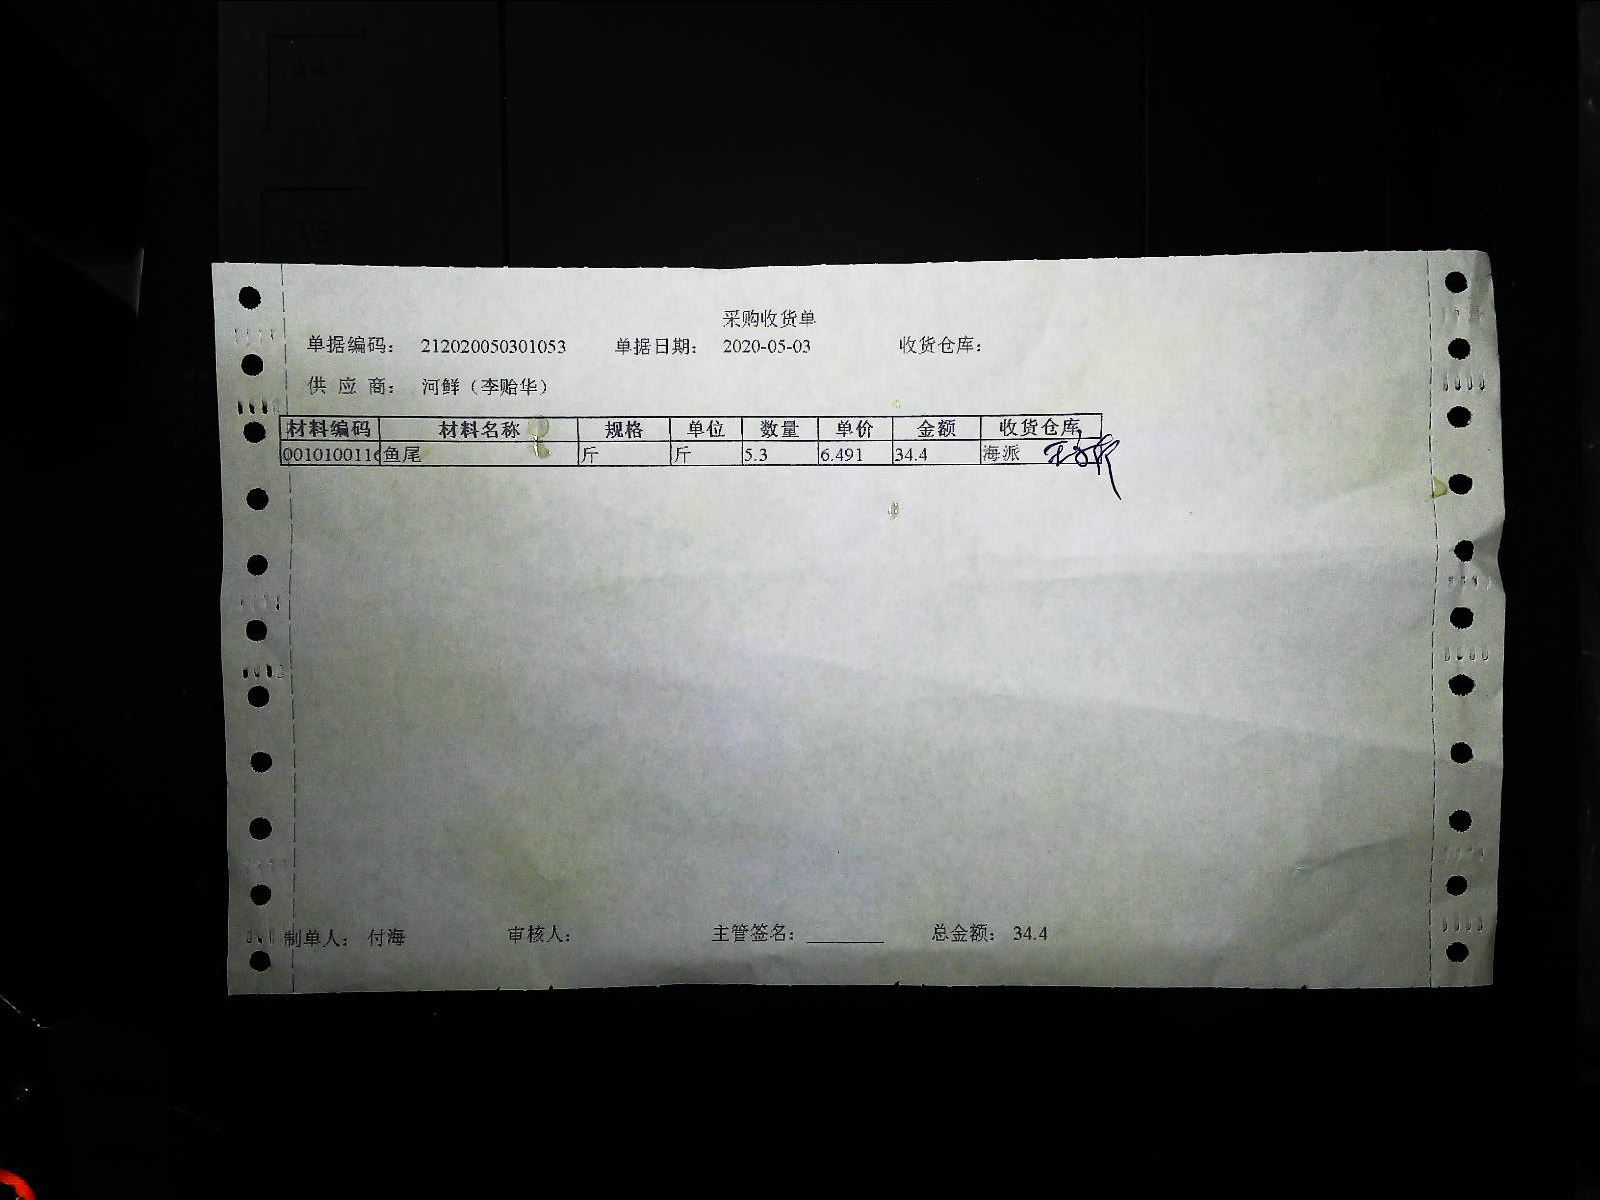 采购收货单
单据编码： 212020050301053 单据日期： 2020-05-03 收货仓库：
供 应 商： 河鲜（李贻华）
材料编码 材料名称 规格 单位 数量 单价 金额 收货仓库
0010100116 鱼尾 斤 斤 5.3 6.491 34.4 海派
制单人： 付海 审核人： 主管签名： ________ 总金额： 34.4